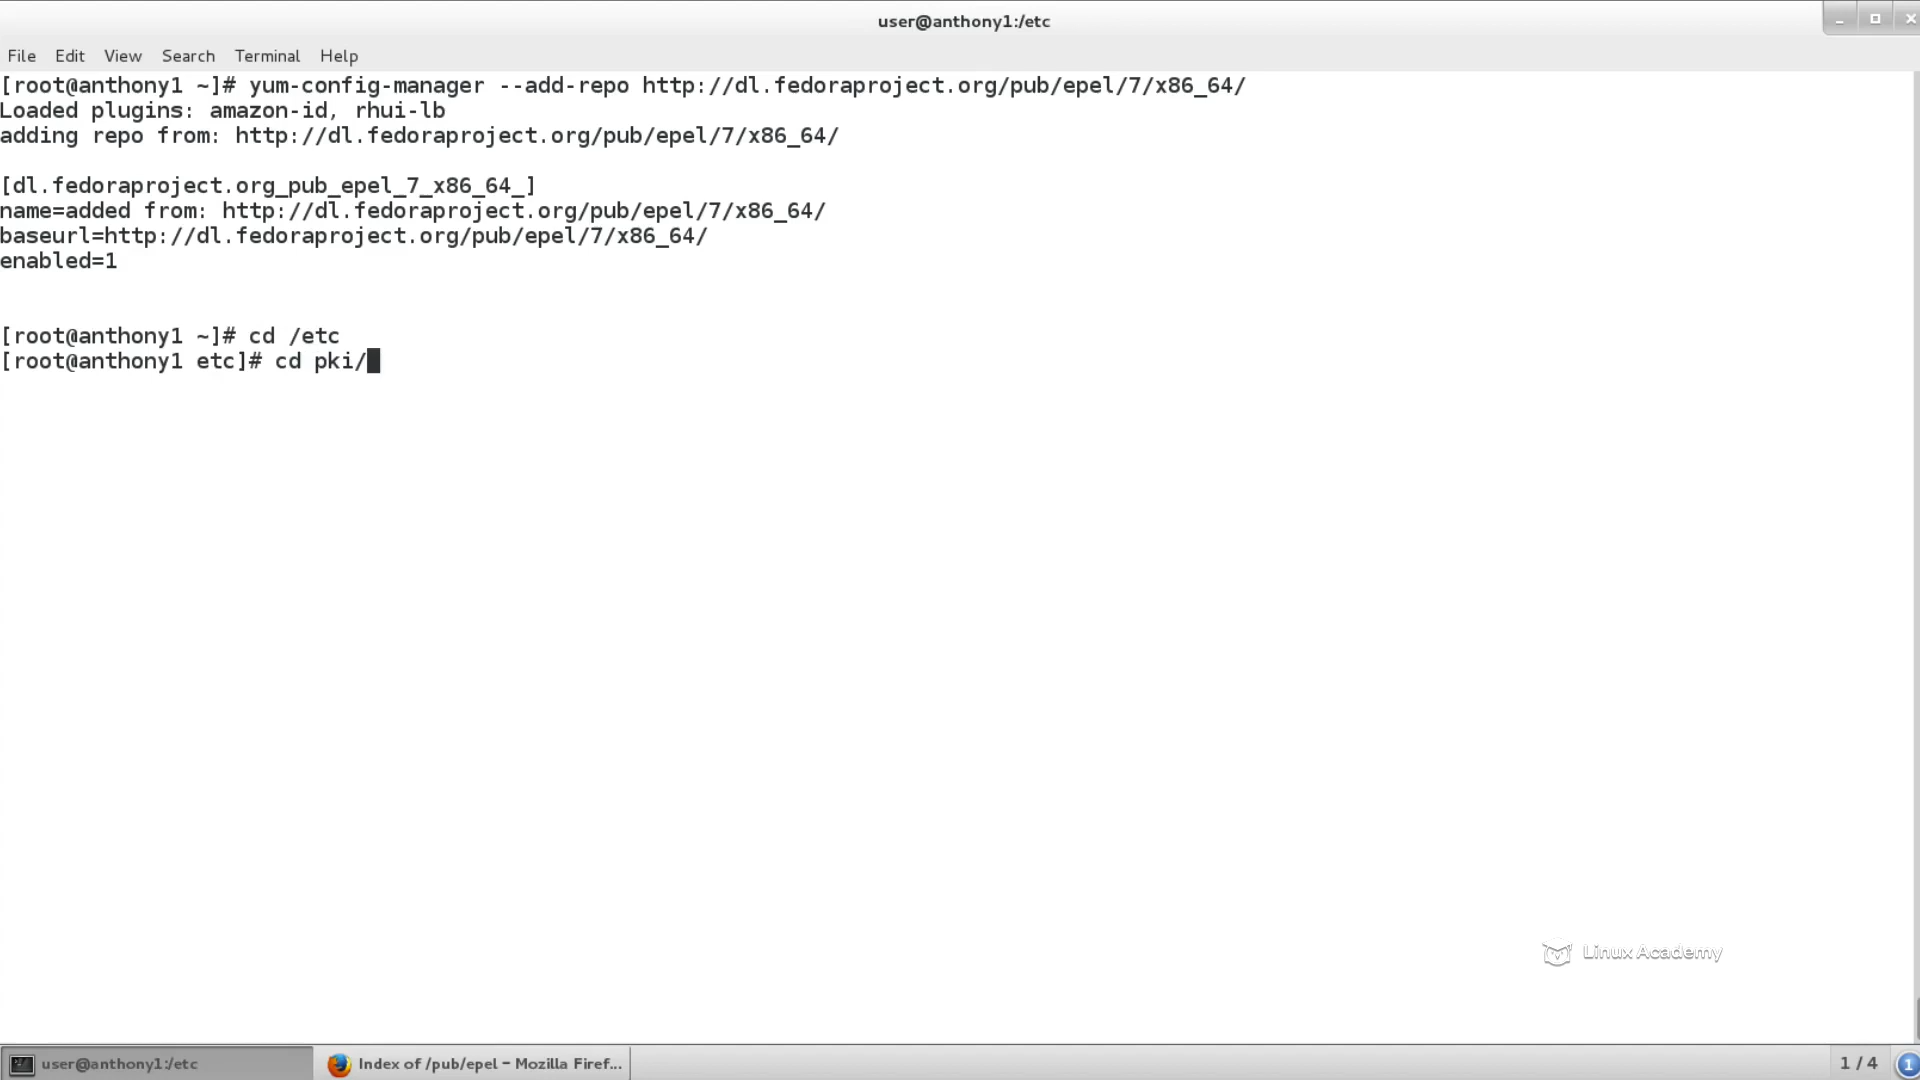 user@anthony1:/etc
File Edit View Search Terminal Help
[root@anthony1 ~]# yum-config-manager --add-repo http://dl.fedoraproject.org/pub/epel/7/x86_64/
Loaded plugins: amazon-id, rhui-lb
adding repo from: http://dl.fedoraproject.org/pub/epel/7/x86_64/
[dl.fedoraproject.org_pub_epel_7_x86_64_]
name=added from: http://dl.fedoraproject.org/pub/epel/7/x86_64/
baseurl=http://dl.fedoraproject.org/pub/epel/7/x86_64/
enabled=1
[root@anthony1 ~]# cd /etc
[root@anthony1 etc]# cd pki/
Linux Academy
user@anthony1:/etc
Index of /pub/epel – Mozilla Firef...
1 / 4
1